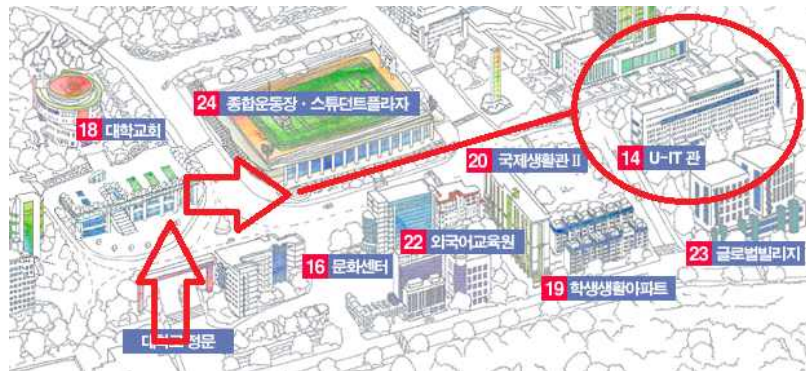 24 종합운동장·스튜던트플라자
18 대학교회
20 국제생활관 II
14 U-IT 관
22 외국어교육원
16 문화센터
23 글로벌빌리지
19 학생생활아파트
정문